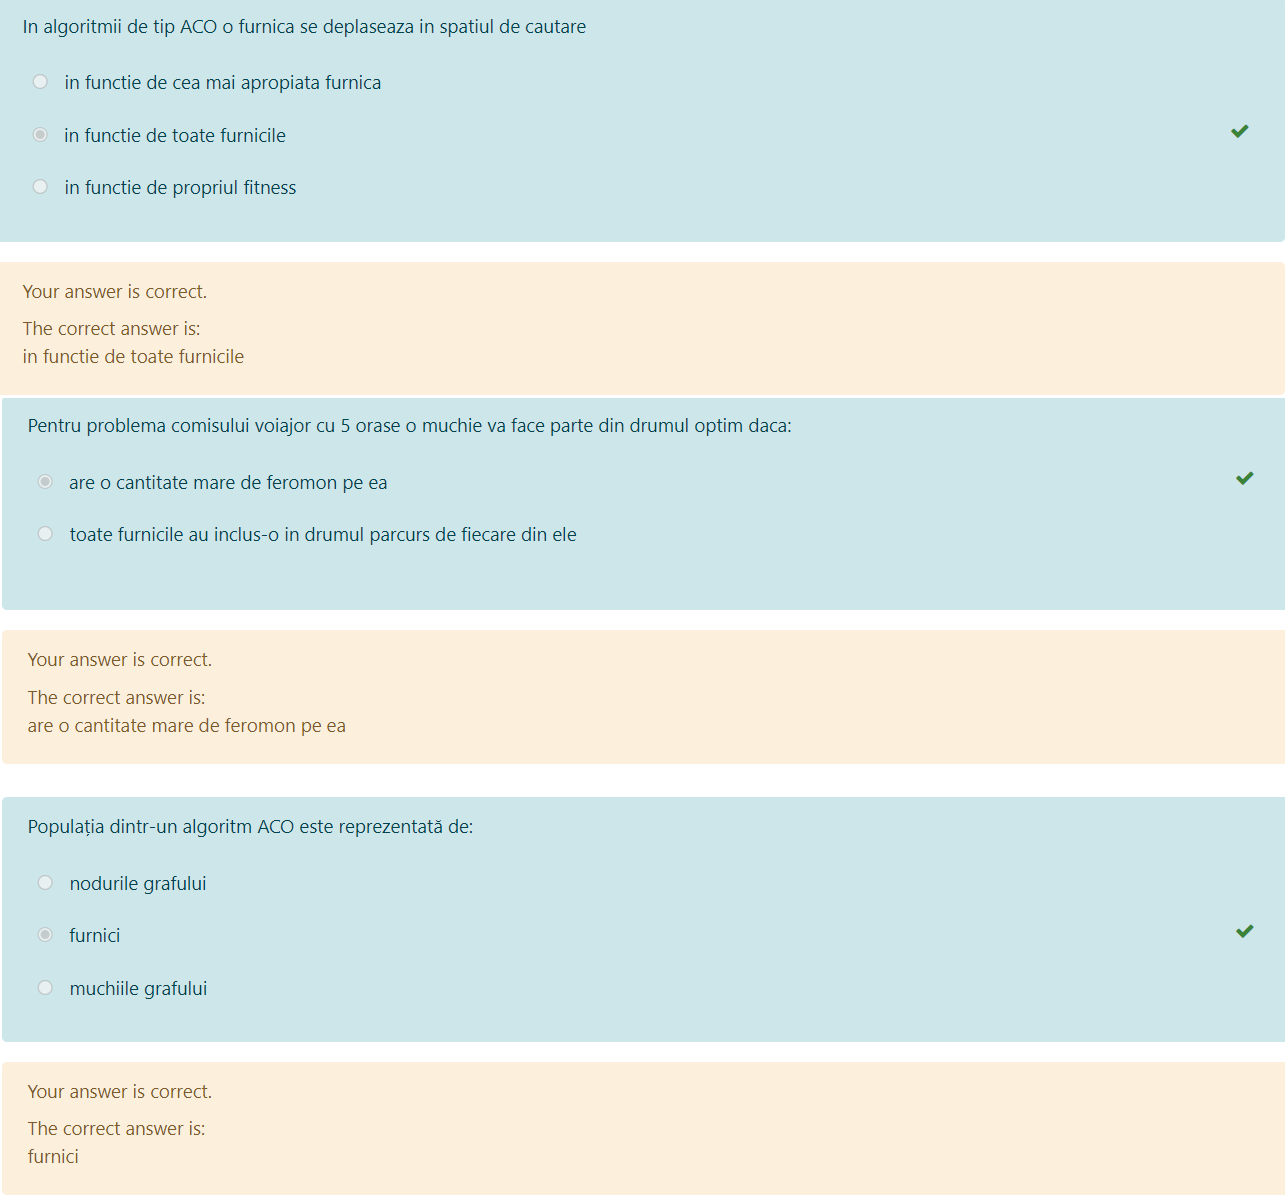 In algoritmii de tip ACO o furnica se deplaseaza in spatiul de cautare
in functie de cea mai apropiata furnica
in functie de toate furnicile
in functie de propriul fitness
Your answer is correct.
The correct answer is:
in functie de toate furnicile
Pentru problema comisului voiajor cu 5 orase o muchie va face parte din drumul optim daca:
are o cantitate mare de feromon pe ea
toate furnicile au inclus-o in drumul parcurs de fiecare din ele
Your answer is correct.
The correct answer is:
are o cantitate mare de feromon pe ea
Populația dintr-un algoritm ACO este reprezentată de:
nodurile grafului
furnici
muchiile grafului
Your answer is correct.
The correct answer is:
furnici